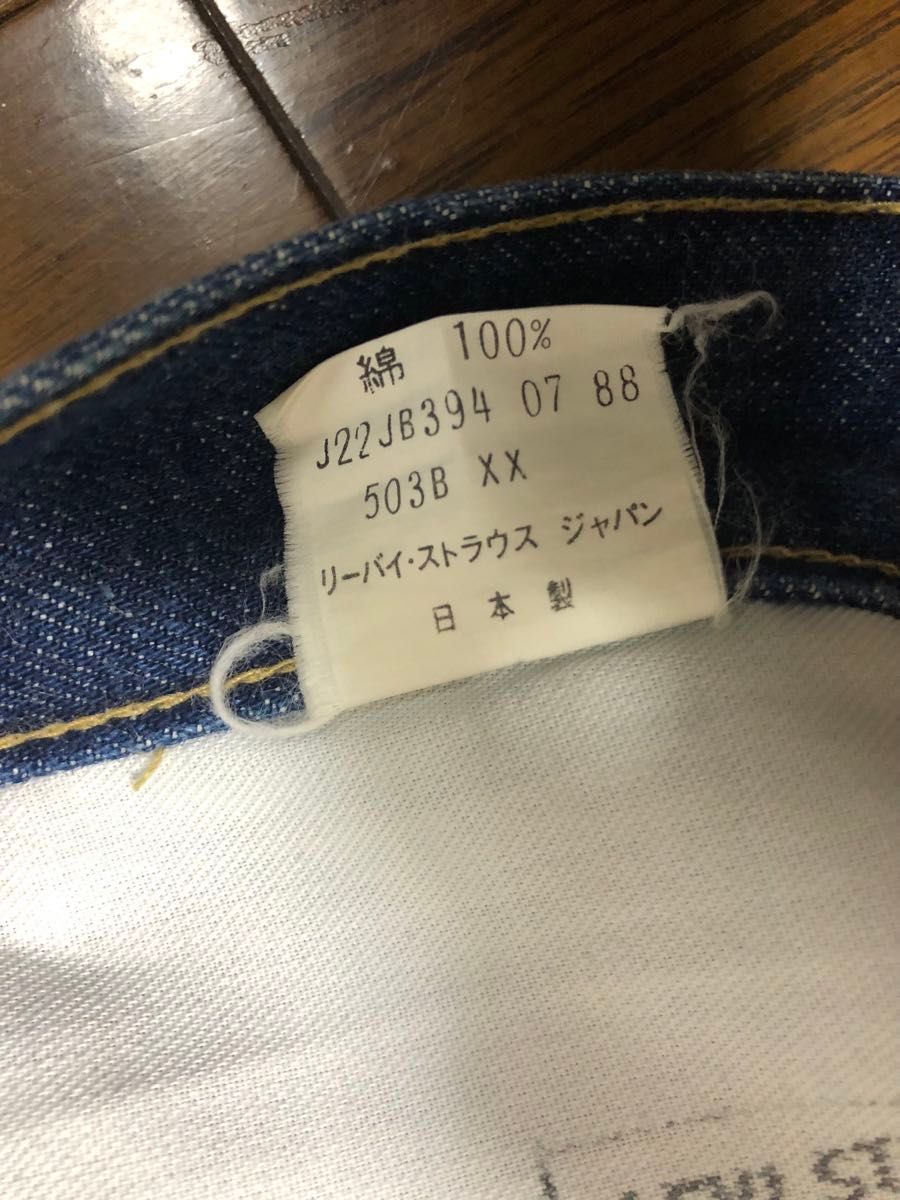 綿 100%
J22JB394 07 88
503B XX
リーバイ・ストラウス ジャパン
日本製